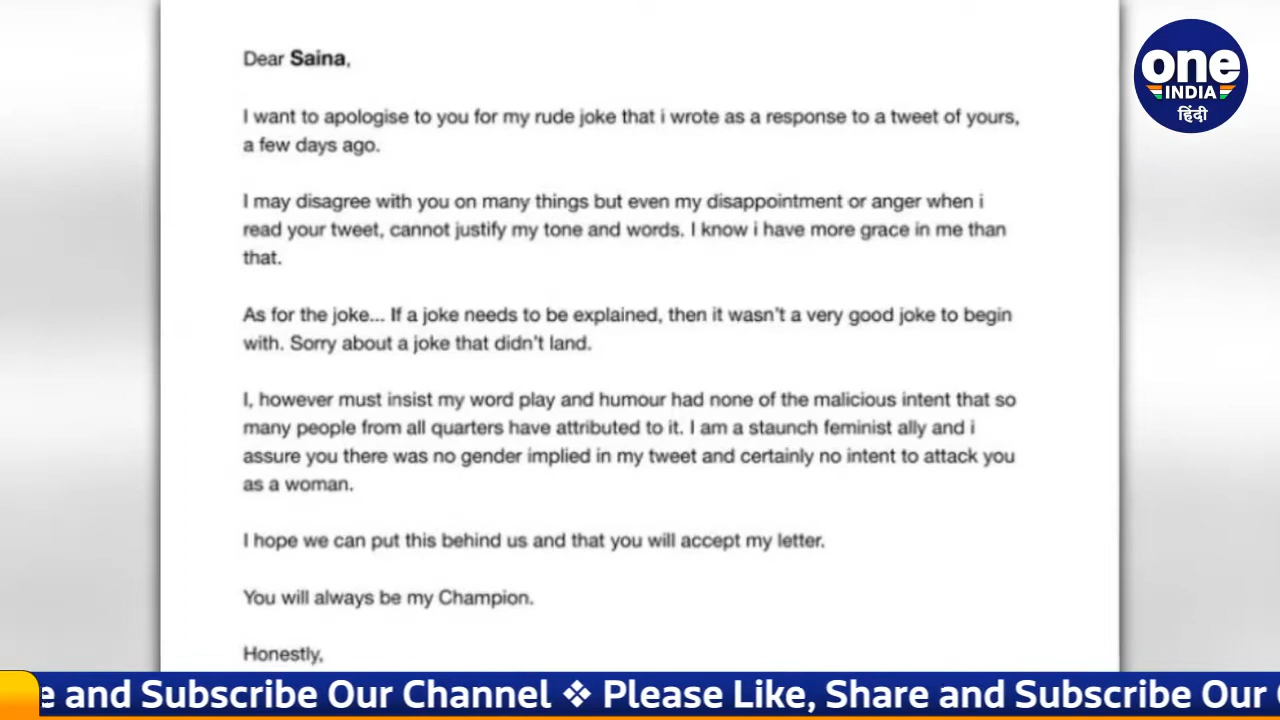 Dear Saina,
I want to apologise to you for my rude joke that i wrote as a response to a tweet of yours,
a few days ago.
I may disagree with you on many things but even my disappointment or anger when i
read your tweet, cannot justify my tone and words. I know i have more grace in me than
that.
As for the joke... If a joke needs to be explained, then it wasn't a very good joke to begin
with. Sorry about a joke that didn't land.
I, however must insist my word play and humour had none of the malicious intent that so
many people from all quarters have attributed to it. I am a staunch feminist ally and i
assure you there was no gender implied in my tweet and certainly no intent to attack you
as a woman.
I hope we can put this behind us and that you will accept my letter.
You will always be my Champion.
Honestly,
one
INDIA
हिंदी
e and Subscribe Our Channel ❖ Please Like, Share and Subscribe Our